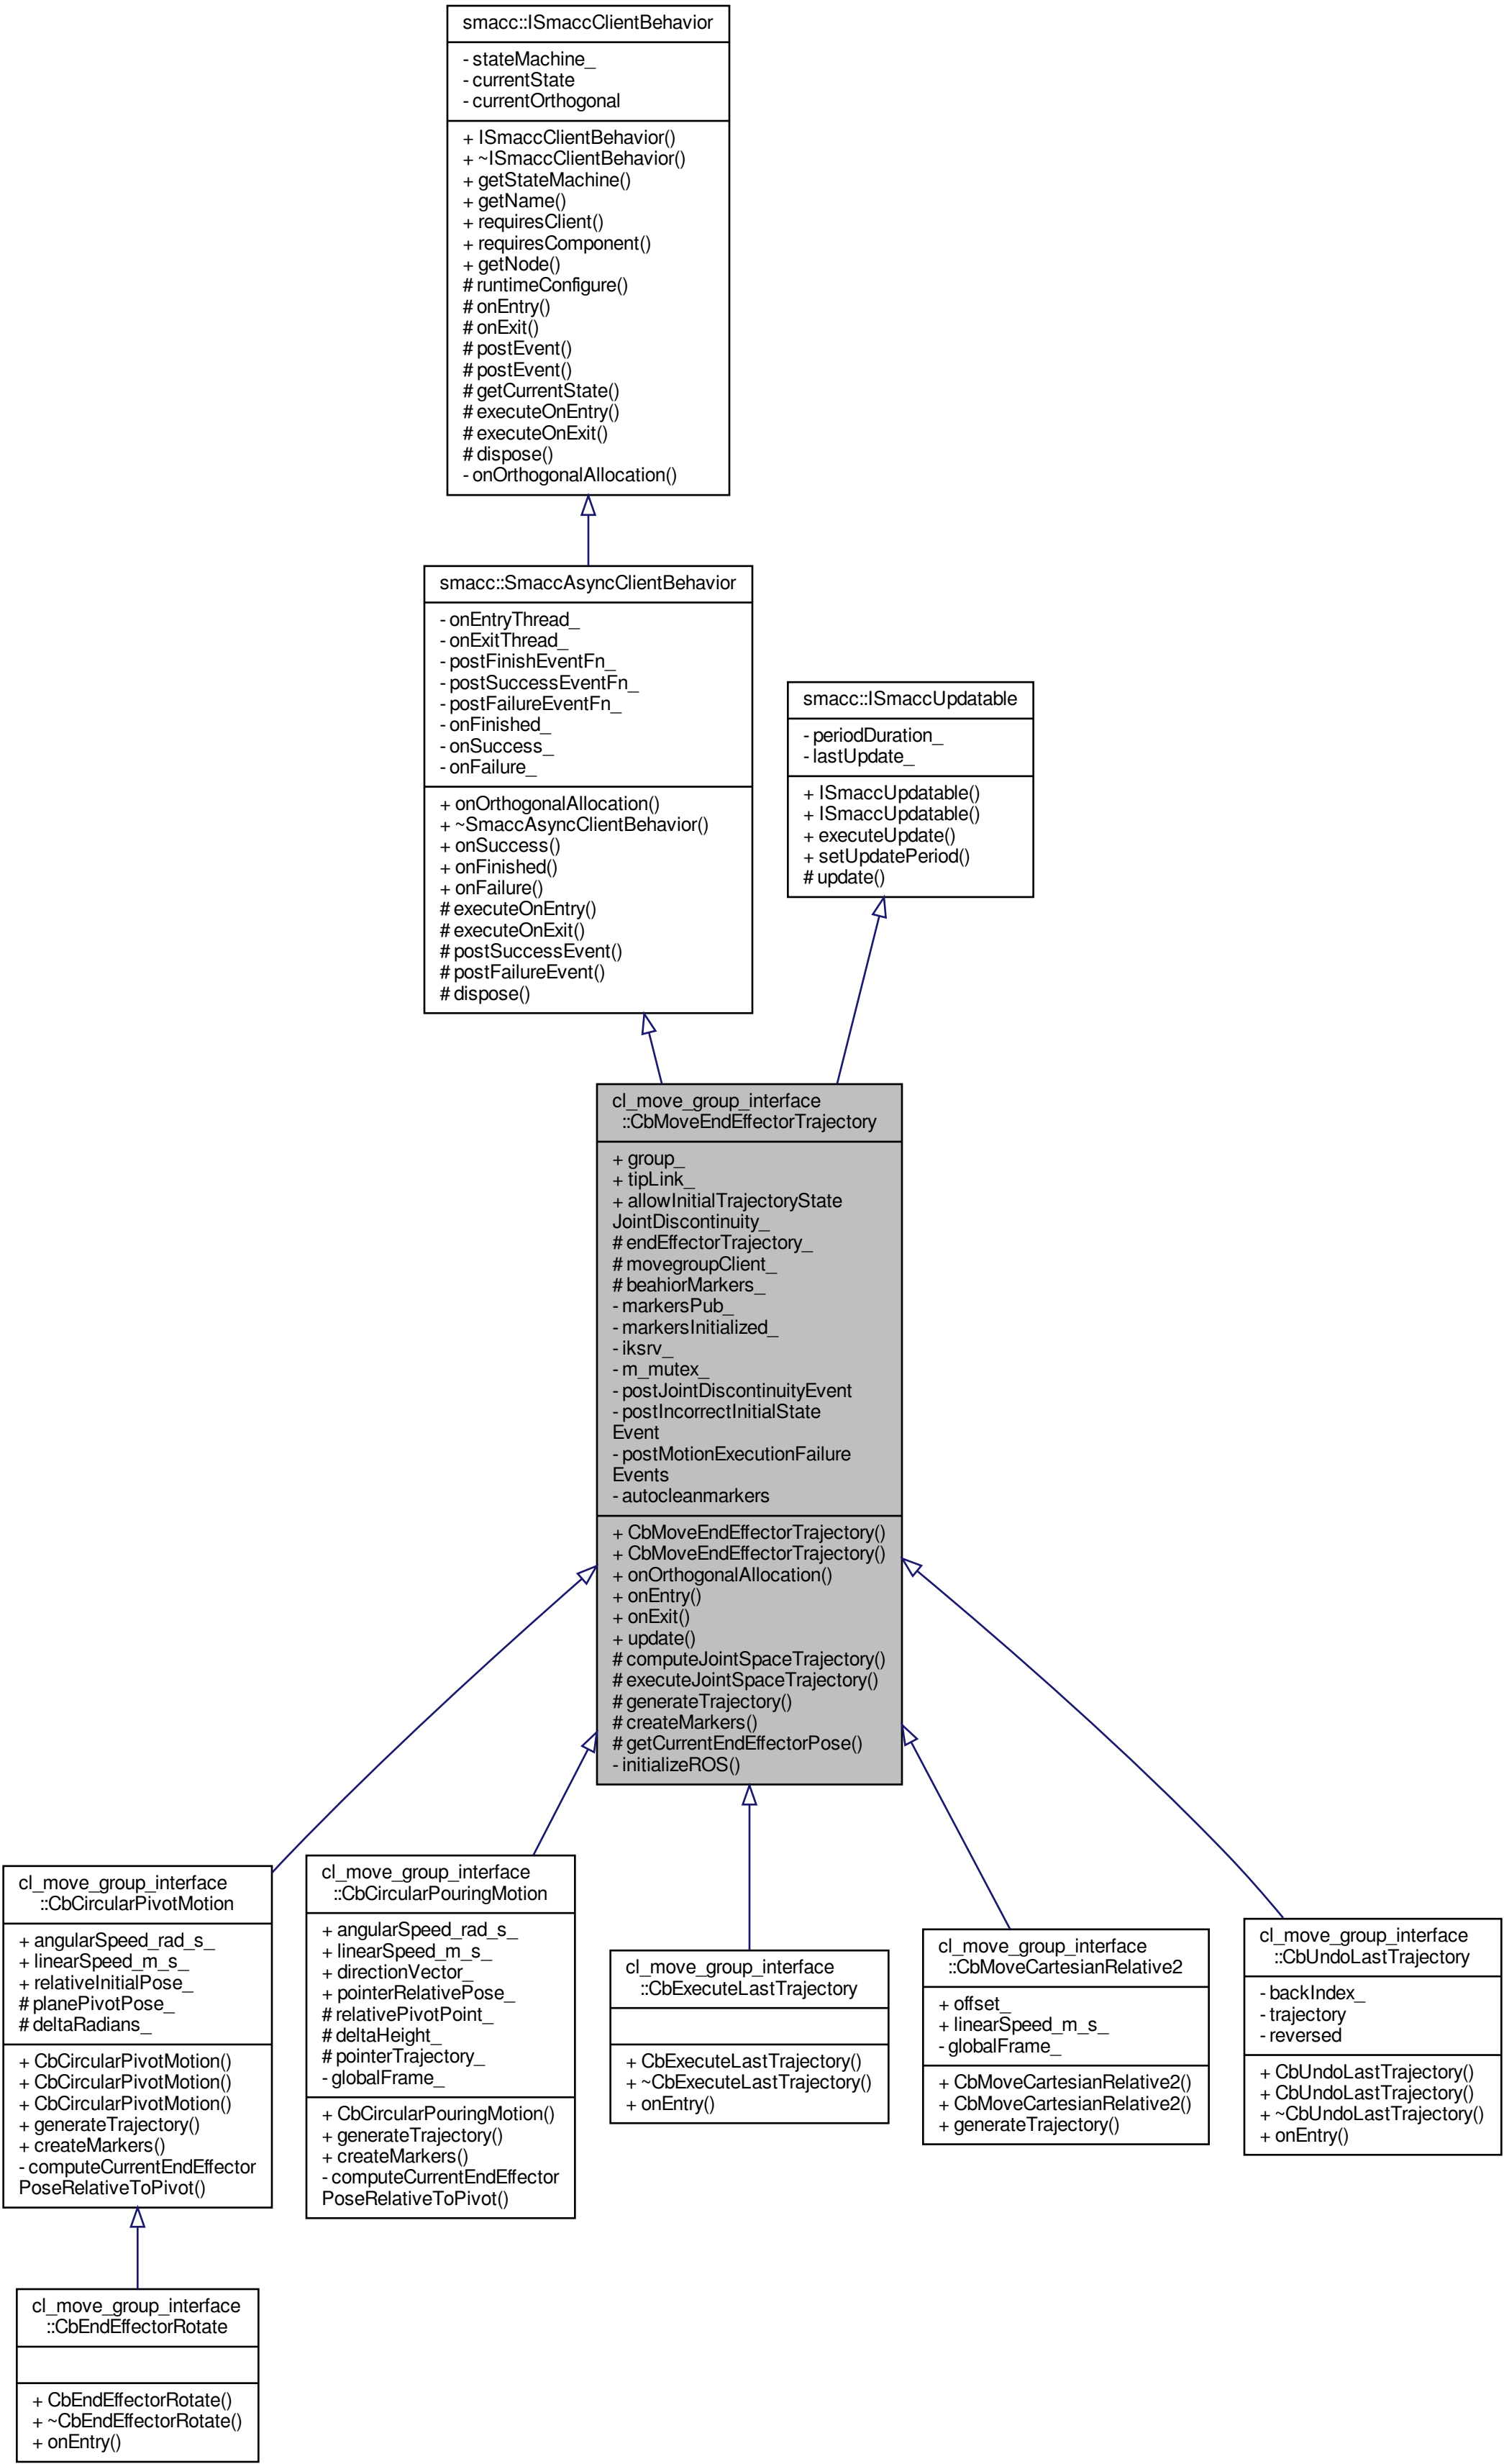 smacc::ISmaccClientBehavior
- stateMachine_
- currentState
- currentOrthogonal
+ ISmaccClientBehavior()
+ ~ISmaccClientBehavior()
+ getStateMachine()
+ getName()
+ requiresClient()
+ requiresComponent()
+ getNode()
# runtimeConfigure()
# onEntry()
# onExit()
# postEvent()
# postEvent()
# getCurrentState()
# executeOnEntry()
# executeOnExit()
# dispose()
- onOrthogonalAllocation()
smacc::SmaccAsyncClientBehavior
- onEntryThread_
- onExitThread_
- postFinishEventFn_
- postSuccessEventFn_
- postFailureEventFn_
- onFinished_
- onSuccess_
- onFailure_
+ onOrthogonalAllocation()
+ ~SmaccAsyncClientBehavior()
+ onSuccess()
+ onFinished()
+ onFailure()
# executeOnEntry()
# executeOnExit()
# postSuccessEvent()
# postFailureEvent()
# dispose()
smacc::ISmaccUpdatable
- periodDuration_
- lastUpdate_
+ ISmaccUpdatable()
+ ISmaccUpdatable()
+ executeUpdate()
+ setUpdatePeriod()
# update()
cl_move_group_interface
::CbMoveEndEffectorTrajectory
+ group_
+ tipLink_
+ allowInitialTrajectoryState
JointDiscontinuity_
# endEffectorTrajectory_
# movegroupClient_
# beahiorMarkers_
- markersPub_
- markersInitialized_
- iksrv_
- m_mutex_
- postJointDiscontinuityEvent
- postIncorrectInitialState
Event
- postMotionExecutionFailure
Events
- autocleanmarkers
+ CbMoveEndEffectorTrajectory()
+ CbMoveEndEffectorTrajectory()
+ onOrthogonalAllocation()
+ onEntry()
+ onExit()
+ update()
# computeJointSpaceTrajectory()
# executeJointSpaceTrajectory()
# generateTrajectory()
# createMarkers()
# getCurrentEndEffectorPose()
- initializeROS()
cl_move_group_interface
::CbCircularPivotMotion
+ angularSpeed_rad_s_
+ linearSpeed_m_s_
+ relativeInitialPose_
# planePivotPose_
# deltaRadians_
+ CbCircularPivotMotion()
+ CbCircularPivotMotion()
+ CbCircularPivotMotion()
+ generateTrajectory()
+ createMarkers()
- computeCurrentEndEffector
PoseRelativeToPivot()
cl_move_group_interface
::CbCircularPouringMotion
+ angularSpeed_rad_s_
+ linearSpeed_m_s_
+ directionVector_
+ pointerRelativePose_
# relativePivotPoint_
# deltaHeight_
# pointerTrajectory_
- globalFrame_
+ CbCircularPouringMotion()
+ generateTrajectory()
+ createMarkers()
- computeCurrentEndEffector
PoseRelativeToPivot()
cl_move_group_interface
::CbExecuteLastTrajectory
+ CbExecuteLastTrajectory()
+ ~CbExecuteLastTrajectory()
+ onEntry()
cl_move_group_interface
::CbMoveCartesianRelative2
+ offset_
+ linearSpeed_m_s_
- globalFrame_
+ CbMoveCartesianRelative2()
+ CbMoveCartesianRelative2()
+ generateTrajectory()
cl_move_group_interface
::CbUndoLastTrajectory
- backIndex_
- trajectory
- reversed
+ CbUndoLastTrajectory()
+ CbUndoLastTrajectory()
+ ~CbUndoLastTrajectory()
+ onEntry()
cl_move_group_interface
::CbEndEffectorRotate
+ CbEndEffectorRotate()
+ ~CbEndEffectorRotate()
+ onEntry()